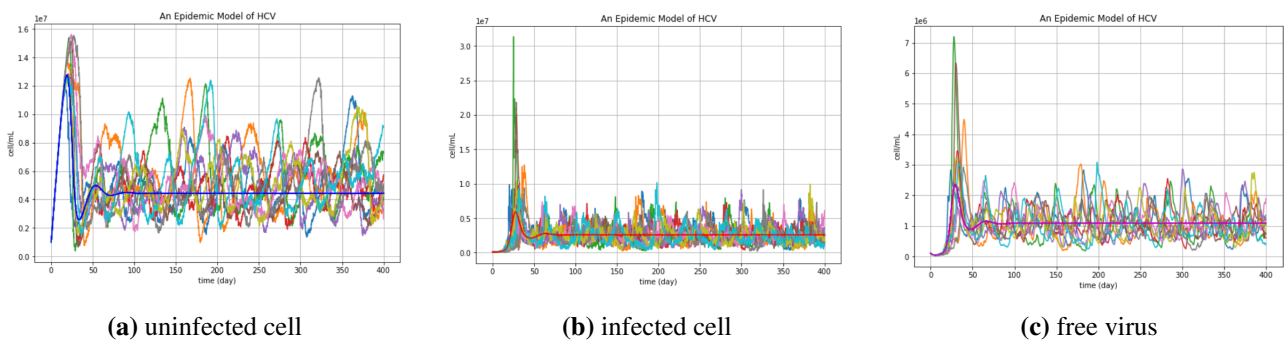 An Epidemic Model of HCV
1e7
1.6
1.4
1.2
1.0
0.8
0.6
0.4
0.2
0.0
cell/mL
0 50 100 150 200 250 300 350 400
time (day)
(a) uninfected cell
An Epidemic Model of HCV
1e7
3.0
2.5
2.0
1.5
1.0
0.5
0.0
cell/mL
0 50 100 150 200 250 300 350 400
time (day)
(b) infected cell
An Epidemic Model of HCV
1e6
7
6
5
4
3
2
1
0
cell/mL
0 50 100 150 200 250 300 350 400
time (day)
(c) free virus